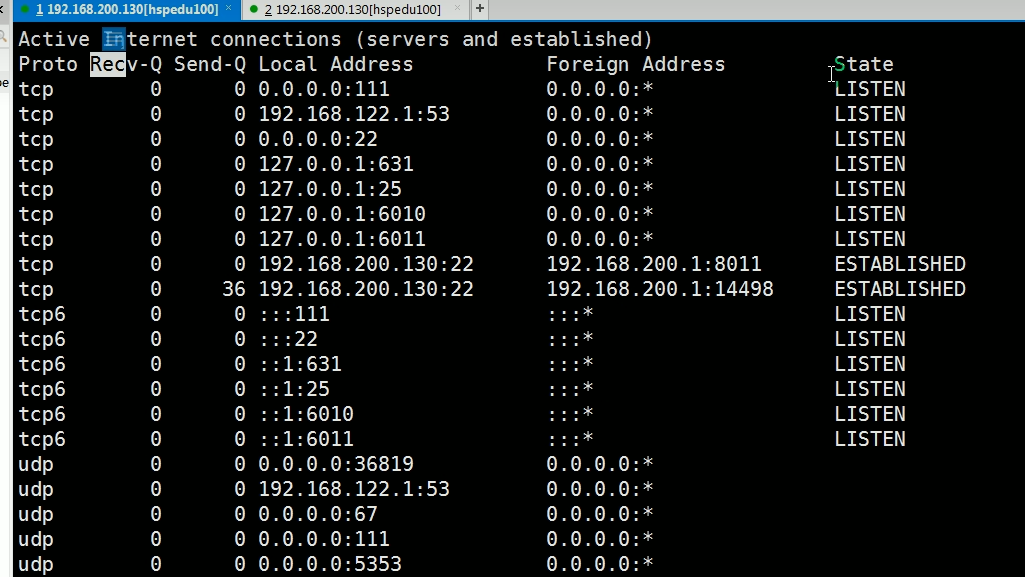 1 192.168.200.130[hspedu100] × 2 192.168.200.130[hspedu100] × +
Active Internet connections (servers and established)
Proto Recv-Q Send-Q Local Address Foreign Address State
tcp 0 0 0.0.0.0:111 0.0.0.0:* LISTEN
tcp 0 0 192.168.122.1:53 0.0.0.0:* LISTEN
tcp 0 0 0.0.0.0:22 0.0.0.0:* LISTEN
tcp 0 0 127.0.0.1:631 0.0.0.0:* LISTEN
tcp 0 0 127.0.0.1:25 0.0.0.0:* LISTEN
tcp 0 0 127.0.0.1:6010 0.0.0.0:* LISTEN
tcp 0 0 127.0.0.1:6011 0.0.0.0:* LISTEN
tcp 0 0 192.168.200.130:22 192.168.200.1:8011 ESTABLISHED
tcp 0 36 192.168.200.130:22 192.168.200.1:14498 ESTABLISHED
tcp6 0 0 :::111 :::* LISTEN
tcp6 0 0 :::22 :::* LISTEN
tcp6 0 0 ::1:631 :::* LISTEN
tcp6 0 0 ::1:25 :::* LISTEN
tcp6 0 0 ::1:6010 :::* LISTEN
tcp6 0 0 ::1:6011 :::* LISTEN
udp 0 0 0.0.0.0:36819 0.0.0.0:*
udp 0 0 192.168.122.1:53 0.0.0.0:*
udp 0 0 0.0.0.0:67 0.0.0.0:*
udp 0 0 0.0.0.0:111 0.0.0.0:*
udp 0 0 0.0.0.0:5353 0.0.0.0:*